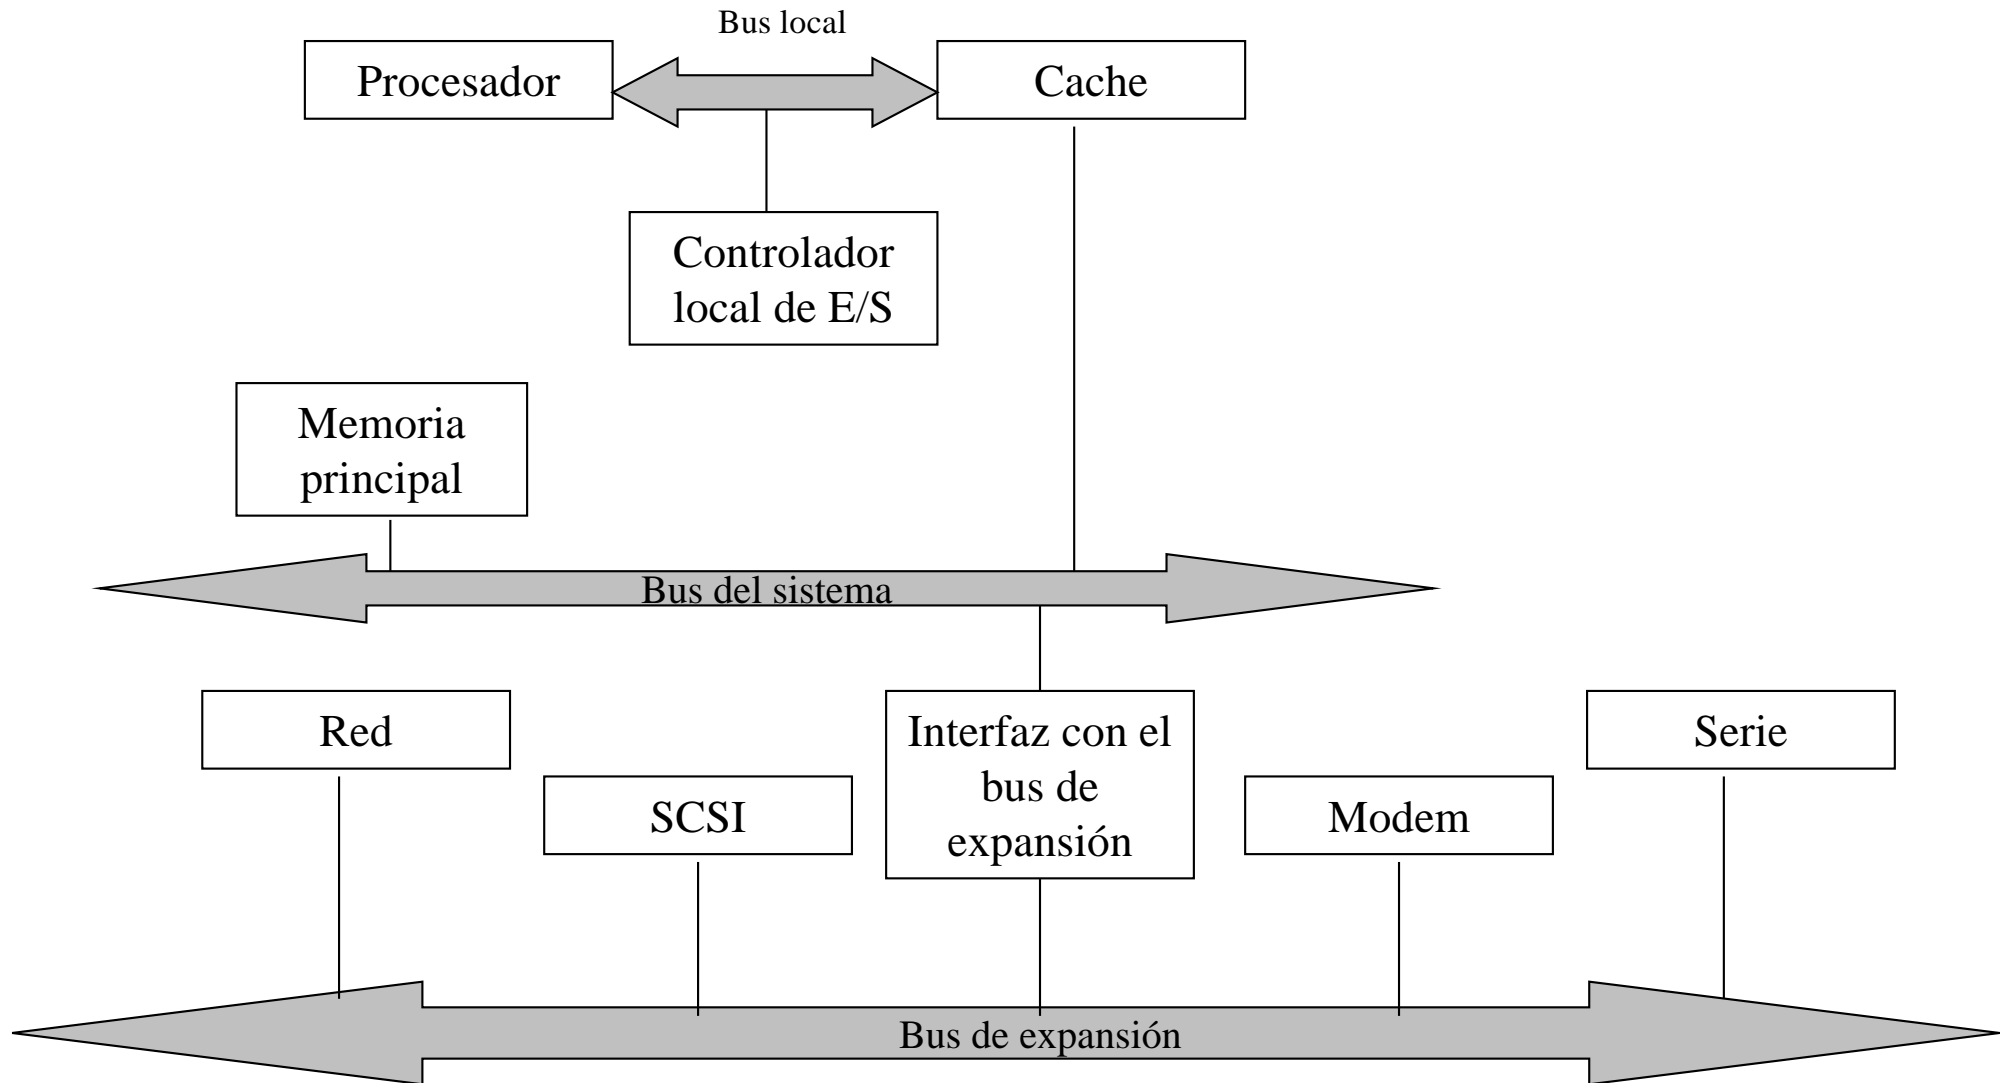 Bus local
Procesador
Cache
Controlador
local de E/S
Memoria
principal
Bus del sistema
Red
SCSI
Interfaz con el
bus de
expansión
Modem
Serie
Bus de expansión